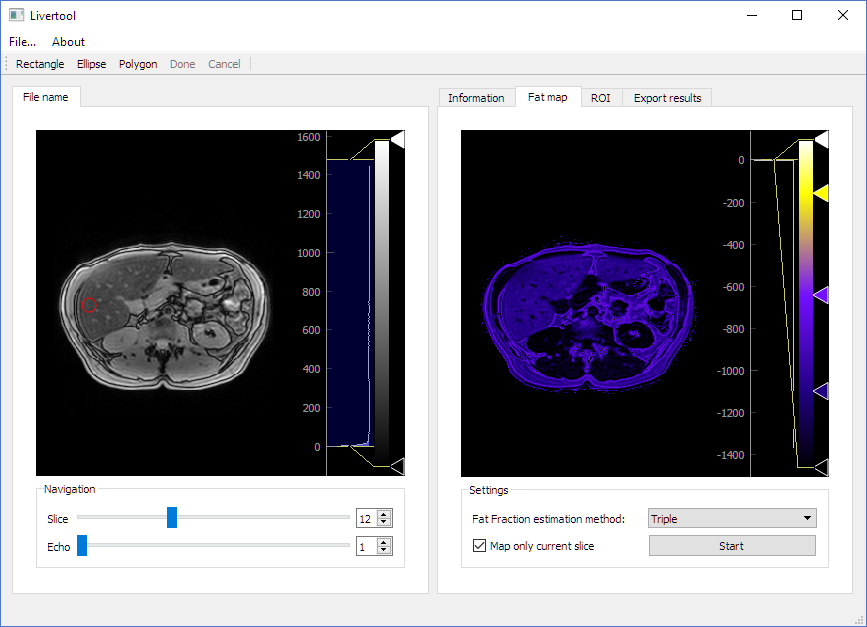 Livertool
File... About
Rectangle Ellipse Polygon Done Cancel
File name
1600
1400
1200
1000
800
600
400
200
0
Navigation
Slice 12
Echo 1
Information Fat map ROI Export results
0
-200
-400
-600
-800
-1000
-1200
-1400
Settings
Fat Fraction estimation method: Triple
Map only current slice Start